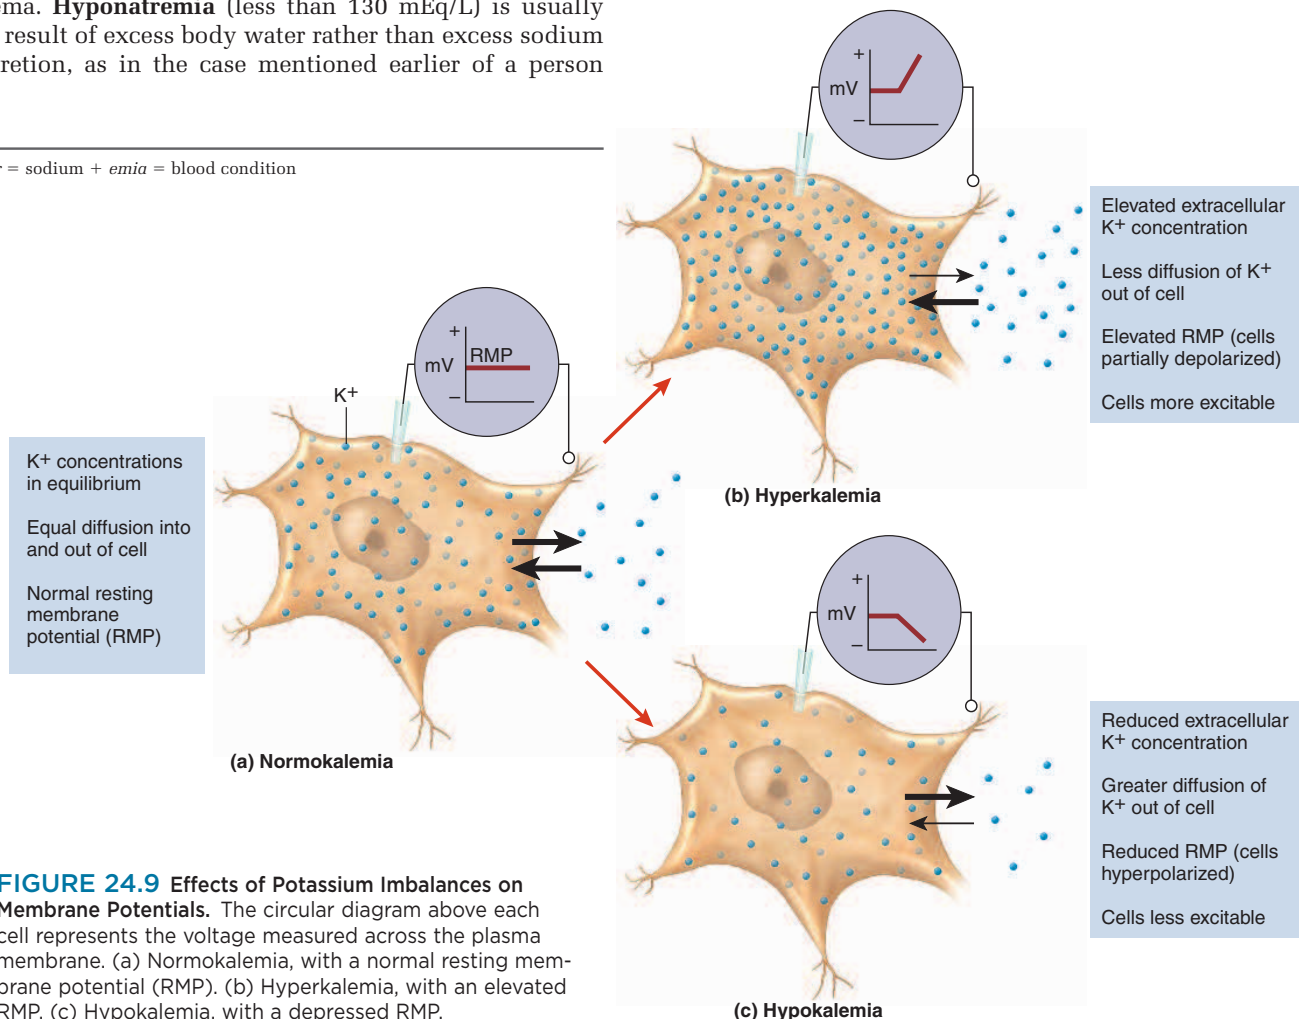 ema. Hyponatremia (less than 130 mEq/L) is usually
result of excess body water rather than excess sodium
retion, as in the case mentioned earlier of a person
= sodium + emia = blood condition
+
mV
−
Elevated extracellular
K+ concentration
Less diffusion of K+
out of cell
Elevated RMP (cells
partially depolarized)
Cells more excitable
(b) Hyperkalemia
+
mV
RMP
−
K+
K+ concentrations
in equilibrium
Equal diffusion into
and out of cell
Normal resting
membrane
potential (RMP)
(a) Normokalemia
+
mV
−
Reduced extracellular
K+ concentration
Greater diffusion of
K+ out of cell
Reduced RMP (cells
hyperpolarized)
Cells less excitable
(c) Hypokalemia
FIGURE 24.9 Effects of Potassium Imbalances on
Membrane Potentials. The circular diagram above each
cell represents the voltage measured across the plasma
membrane. (a) Normokalemia, with a normal resting mem-
brane potential (RMP). (b) Hyperkalemia, with an elevated
RMP. (c) Hypokalemia, with a depressed RMP.